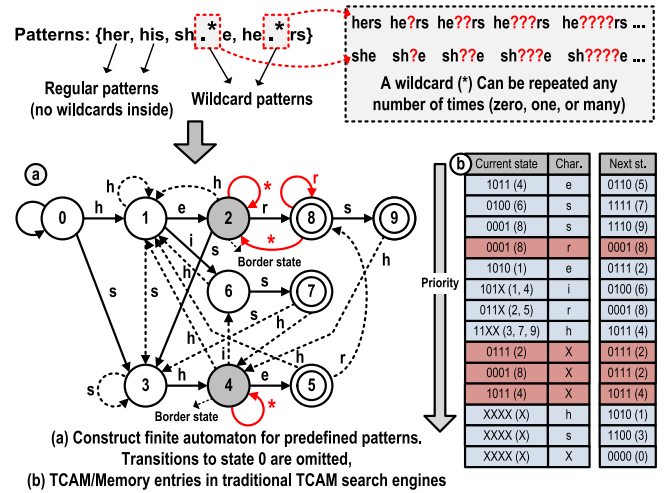 Patterns: {her, his, sh.*e, he.*rs}
Regular patterns
(no wildcards inside)
Wildcard patterns
hers he?rs he??rs he???rs he????rs ...
she sh?e sh??e sh???e sh????e ...
A wildcard (*) Can be repeated any
number of times (zero, one, or many)
a
h
h
*
r
0
h
1
e
2
r
8
s
9
*
i
s
Border state
h
s
s
h
6
s
7
s
h
h
h
i
r
s
3
h
4
e
5
Border state
*
(a) Construct finite automaton for predefined patterns.
Transitions to state 0 are omitted,
(b) TCAM/Memory entries in traditional TCAM search engines
b
Priority
Current state Char. Next st.
1011 (4) e 0110 (5)
0100 (6) s 1111 (7)
0001 (8) s 1110 (9)
0001 (8) r 0001 (8)
1010 (1) e 0111 (2)
101X (1, 4) i 0100 (6)
011X (2, 5) r 0001 (8)
11XX (3, 7, 9) h 1011 (4)
0111 (2) X 0111 (2)
0001 (8) X 0111 (2)
1011 (4) X 1011 (4)
XXXX (X) h 1010 (1)
XXXX (X) s 1100 (3)
XXXX (X) X 0000 (0)